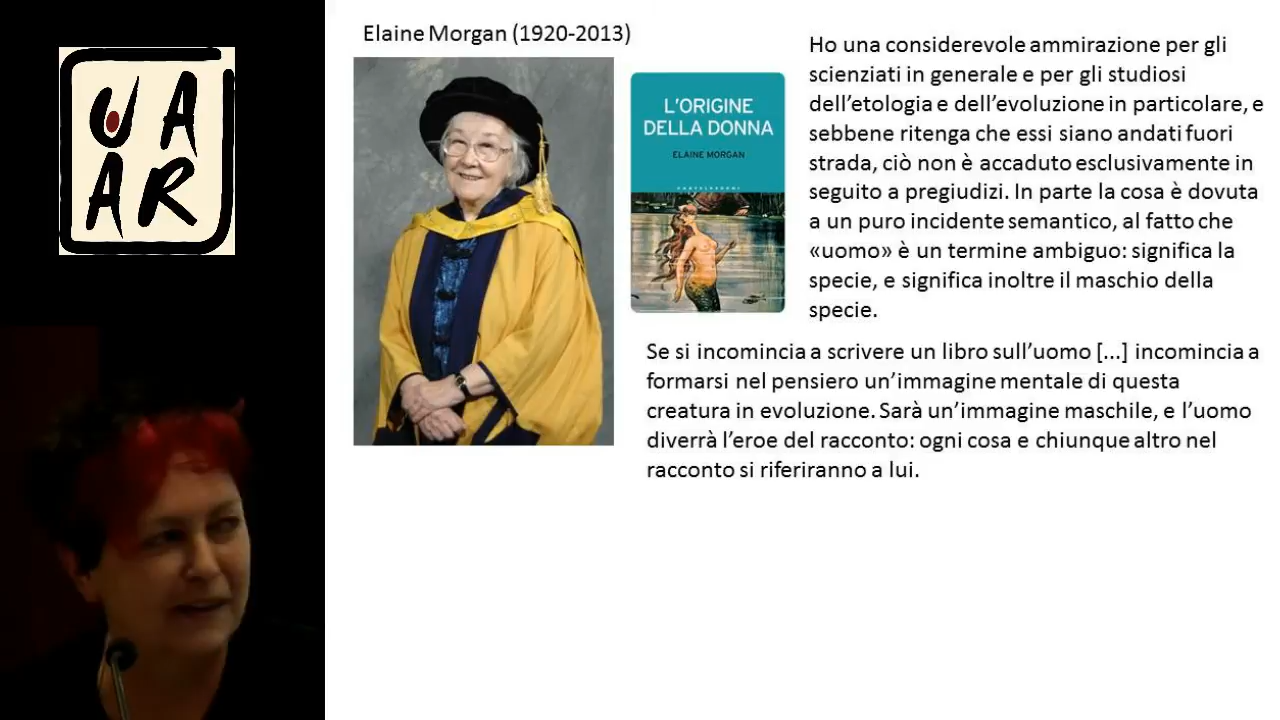 UAAR
Elaine Morgan (1920-2013)
L'ORIGINE
DELLA DONNA
ELAINE MORGAN
CASTELVECCHI
Ho una considerevole ammirazione per gli
scienziati in generale e per gli studiosi
dell'etologia e dell'evoluzione in particolare, e
sebbene ritenga che essi siano andati fuori
strada, ciò non è accaduto esclusivamente in
seguito a pregiudizi. In parte la cosa è dovuta
a un puro incidente semantico, al fatto che
«uomo» è un termine ambiguo: significa la
specie, e significa inoltre il maschio della
specie.
Se si incomincia a scrivere un libro sull'uomo [...] incomincia a
formarsi nel pensiero un'immagine mentale di questa
creatura in evoluzione. Sarà un'immagine maschile, e l'uomo
diverrà l'eroe del racconto: ogni cosa e chiunque altro nel
racconto si riferiranno a lui.